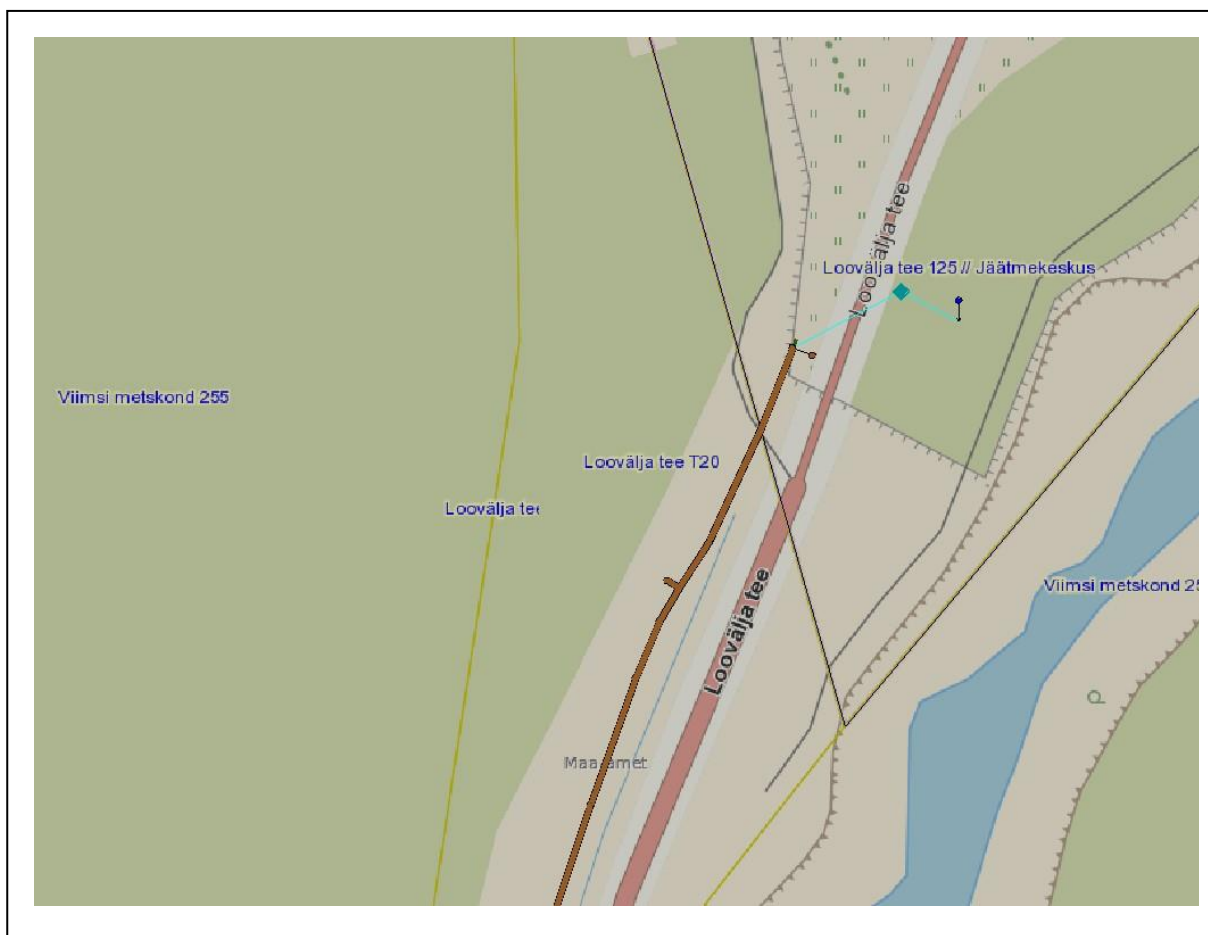 Loovälja tee
Loovälja tee 125 // Jäätmekeskus
Viimsi metskond 255
Loovälja tee T20
Loovälja tee
Viimsi metskond 25
Loovälja tee
Maa-amet